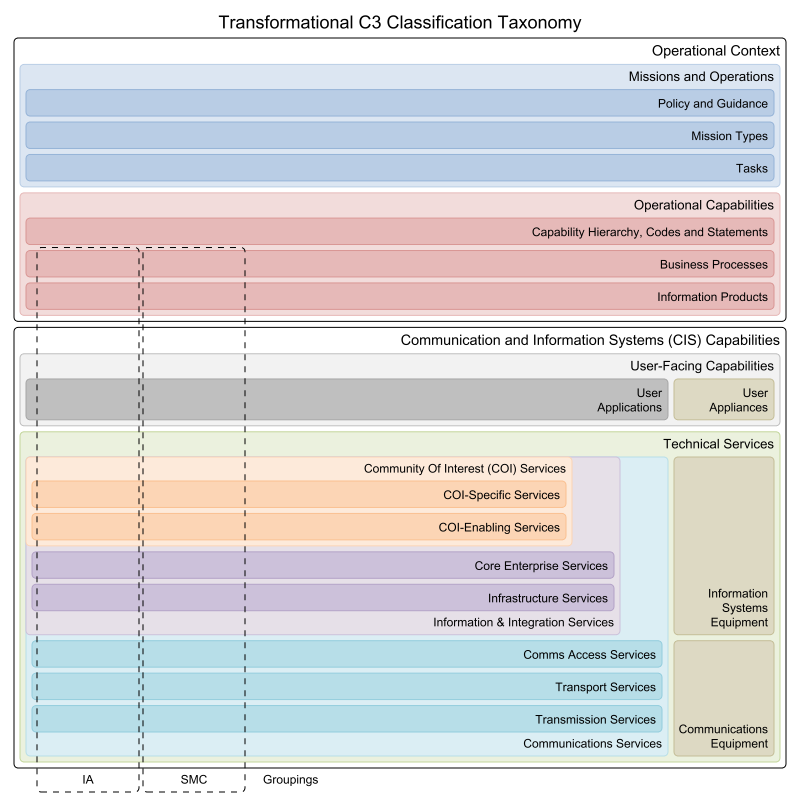 Transformational C3 Classification Taxonomy
Operational Context
Missions and Operations
Policy and Guidance
Mission Types
Tasks
Operational Capabilities
Capability Hierarchy, Codes and Statements
Business Processes
Information Products
Communication and Information Systems (CIS) Capabilities
User-Facing Capabilities
User
Applications
User
Appliances
Technical Services
Community Of Interest (COI) Services
COI-Specific Services
COI-Enabling Services
Core Enterprise Services
Infrastructure Services
Information & Integration Services
Information
Systems
Equipment
Comms Access Services
Transport Services
Transmission Services
Communications Services
Communications
Equipment
IA
SMC
Groupings